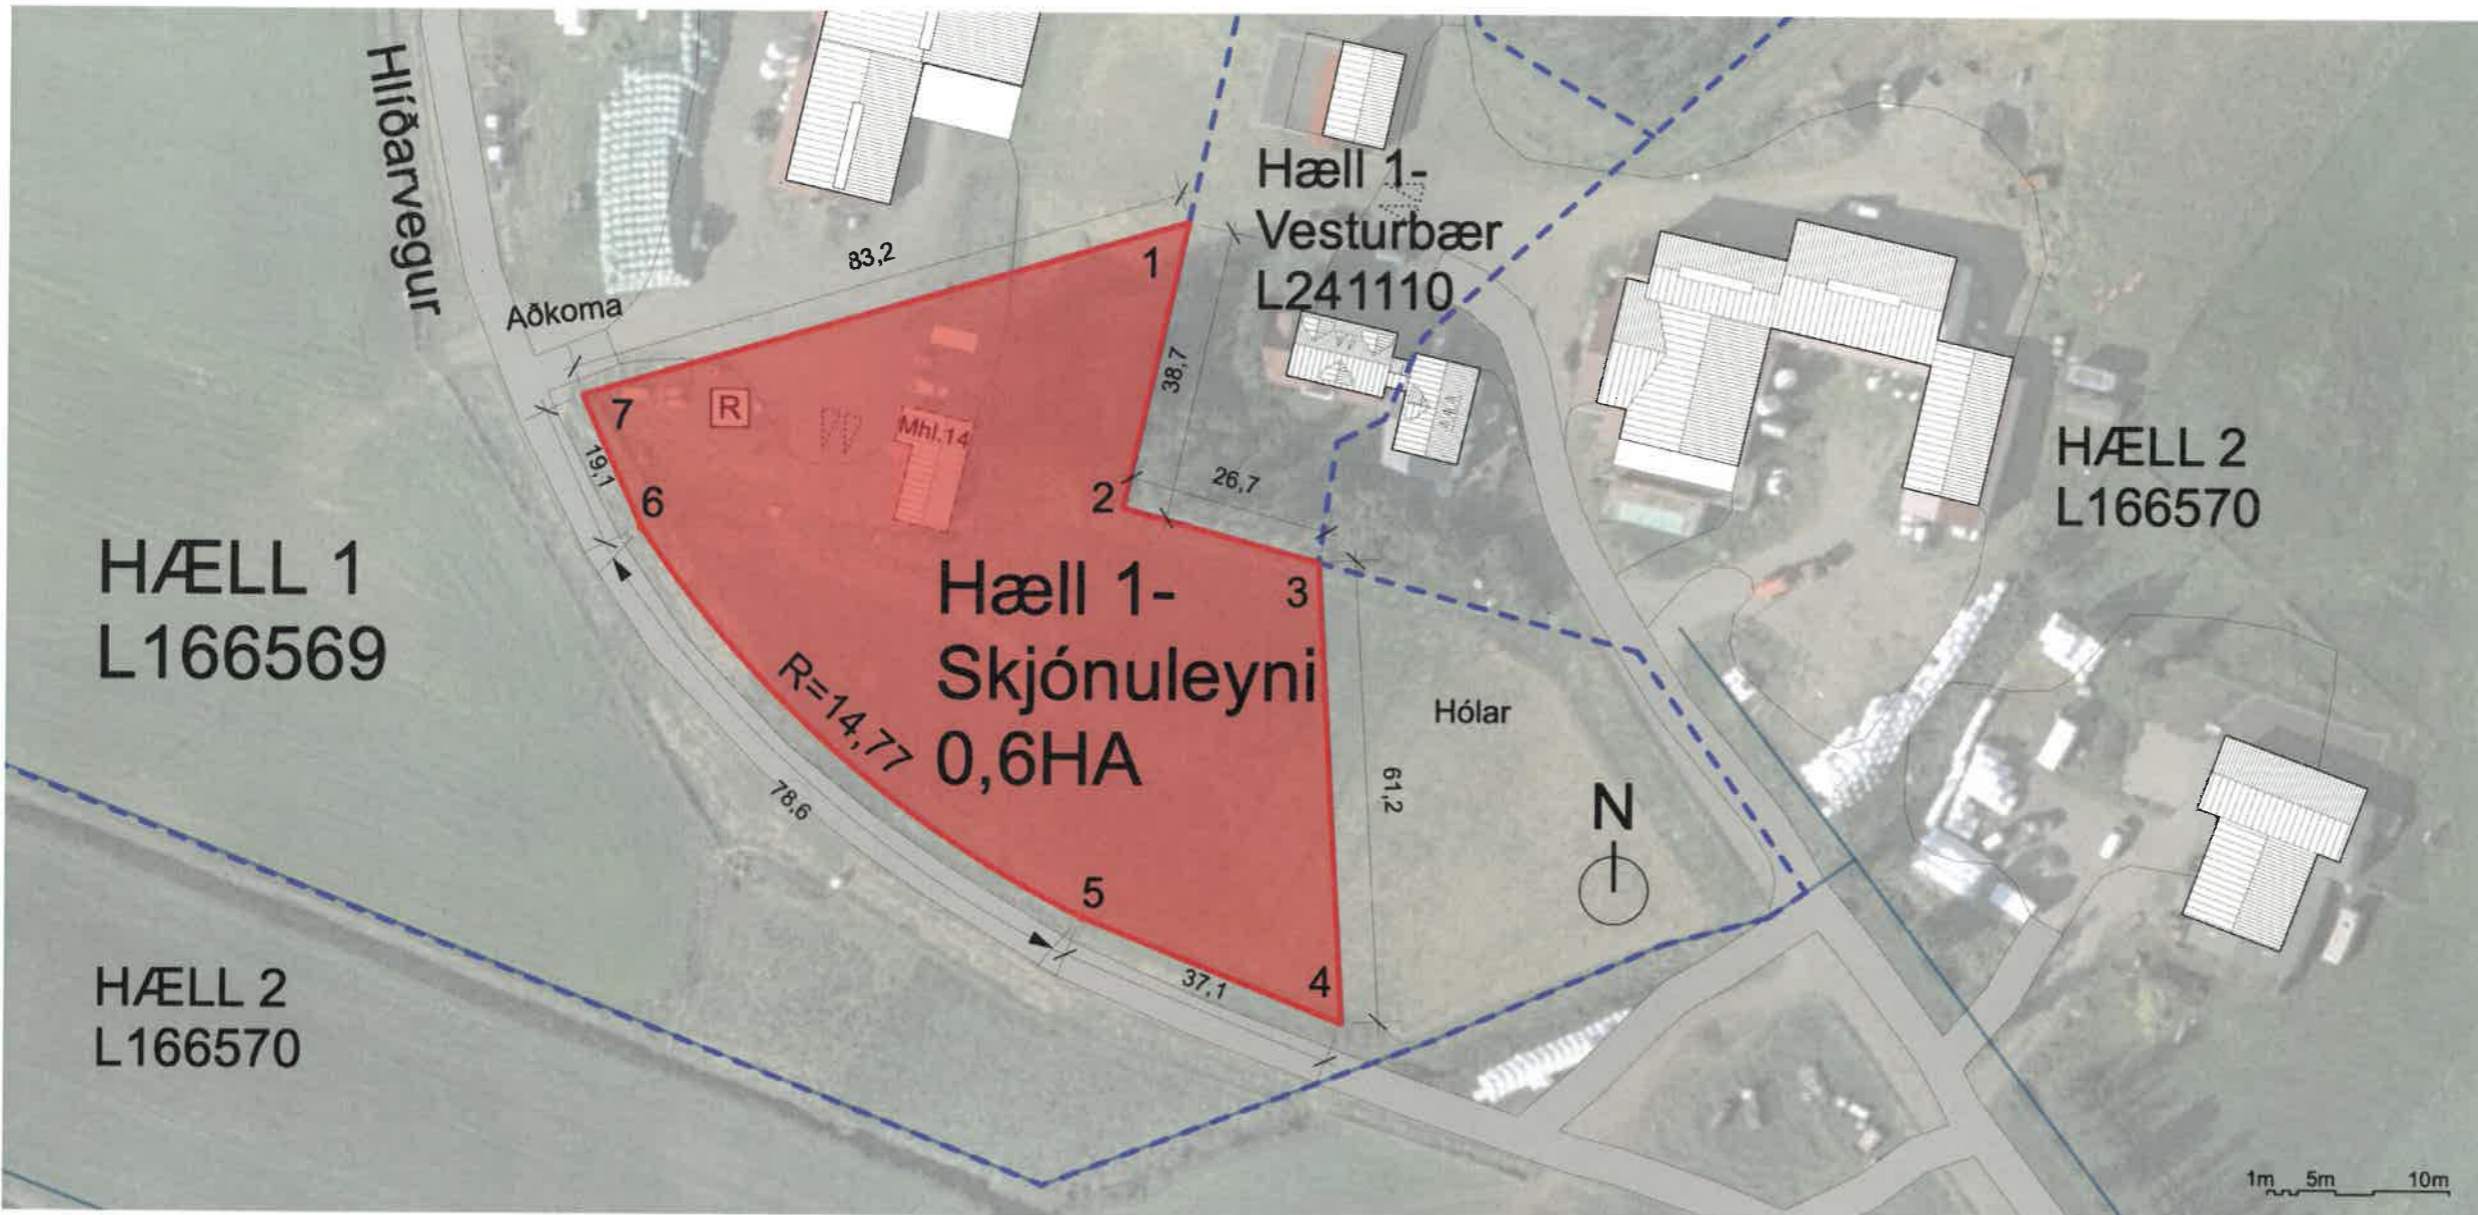 Hlíðarvegur
Hæll 1-
Vesturbær
L241110
83,2
1
Aðkoma
38,7
7
R
Mhl.14
19,1
6
2
26,7
HÆLL 2
L166570
HÆLL 1
L166569
Hæll 1-
Skjónuleyni
0,6HA
3
R=14,77
Hólar
61,2
78,6
N
5
4
37,1
HÆLL 2
L166570
1m 5m 10m